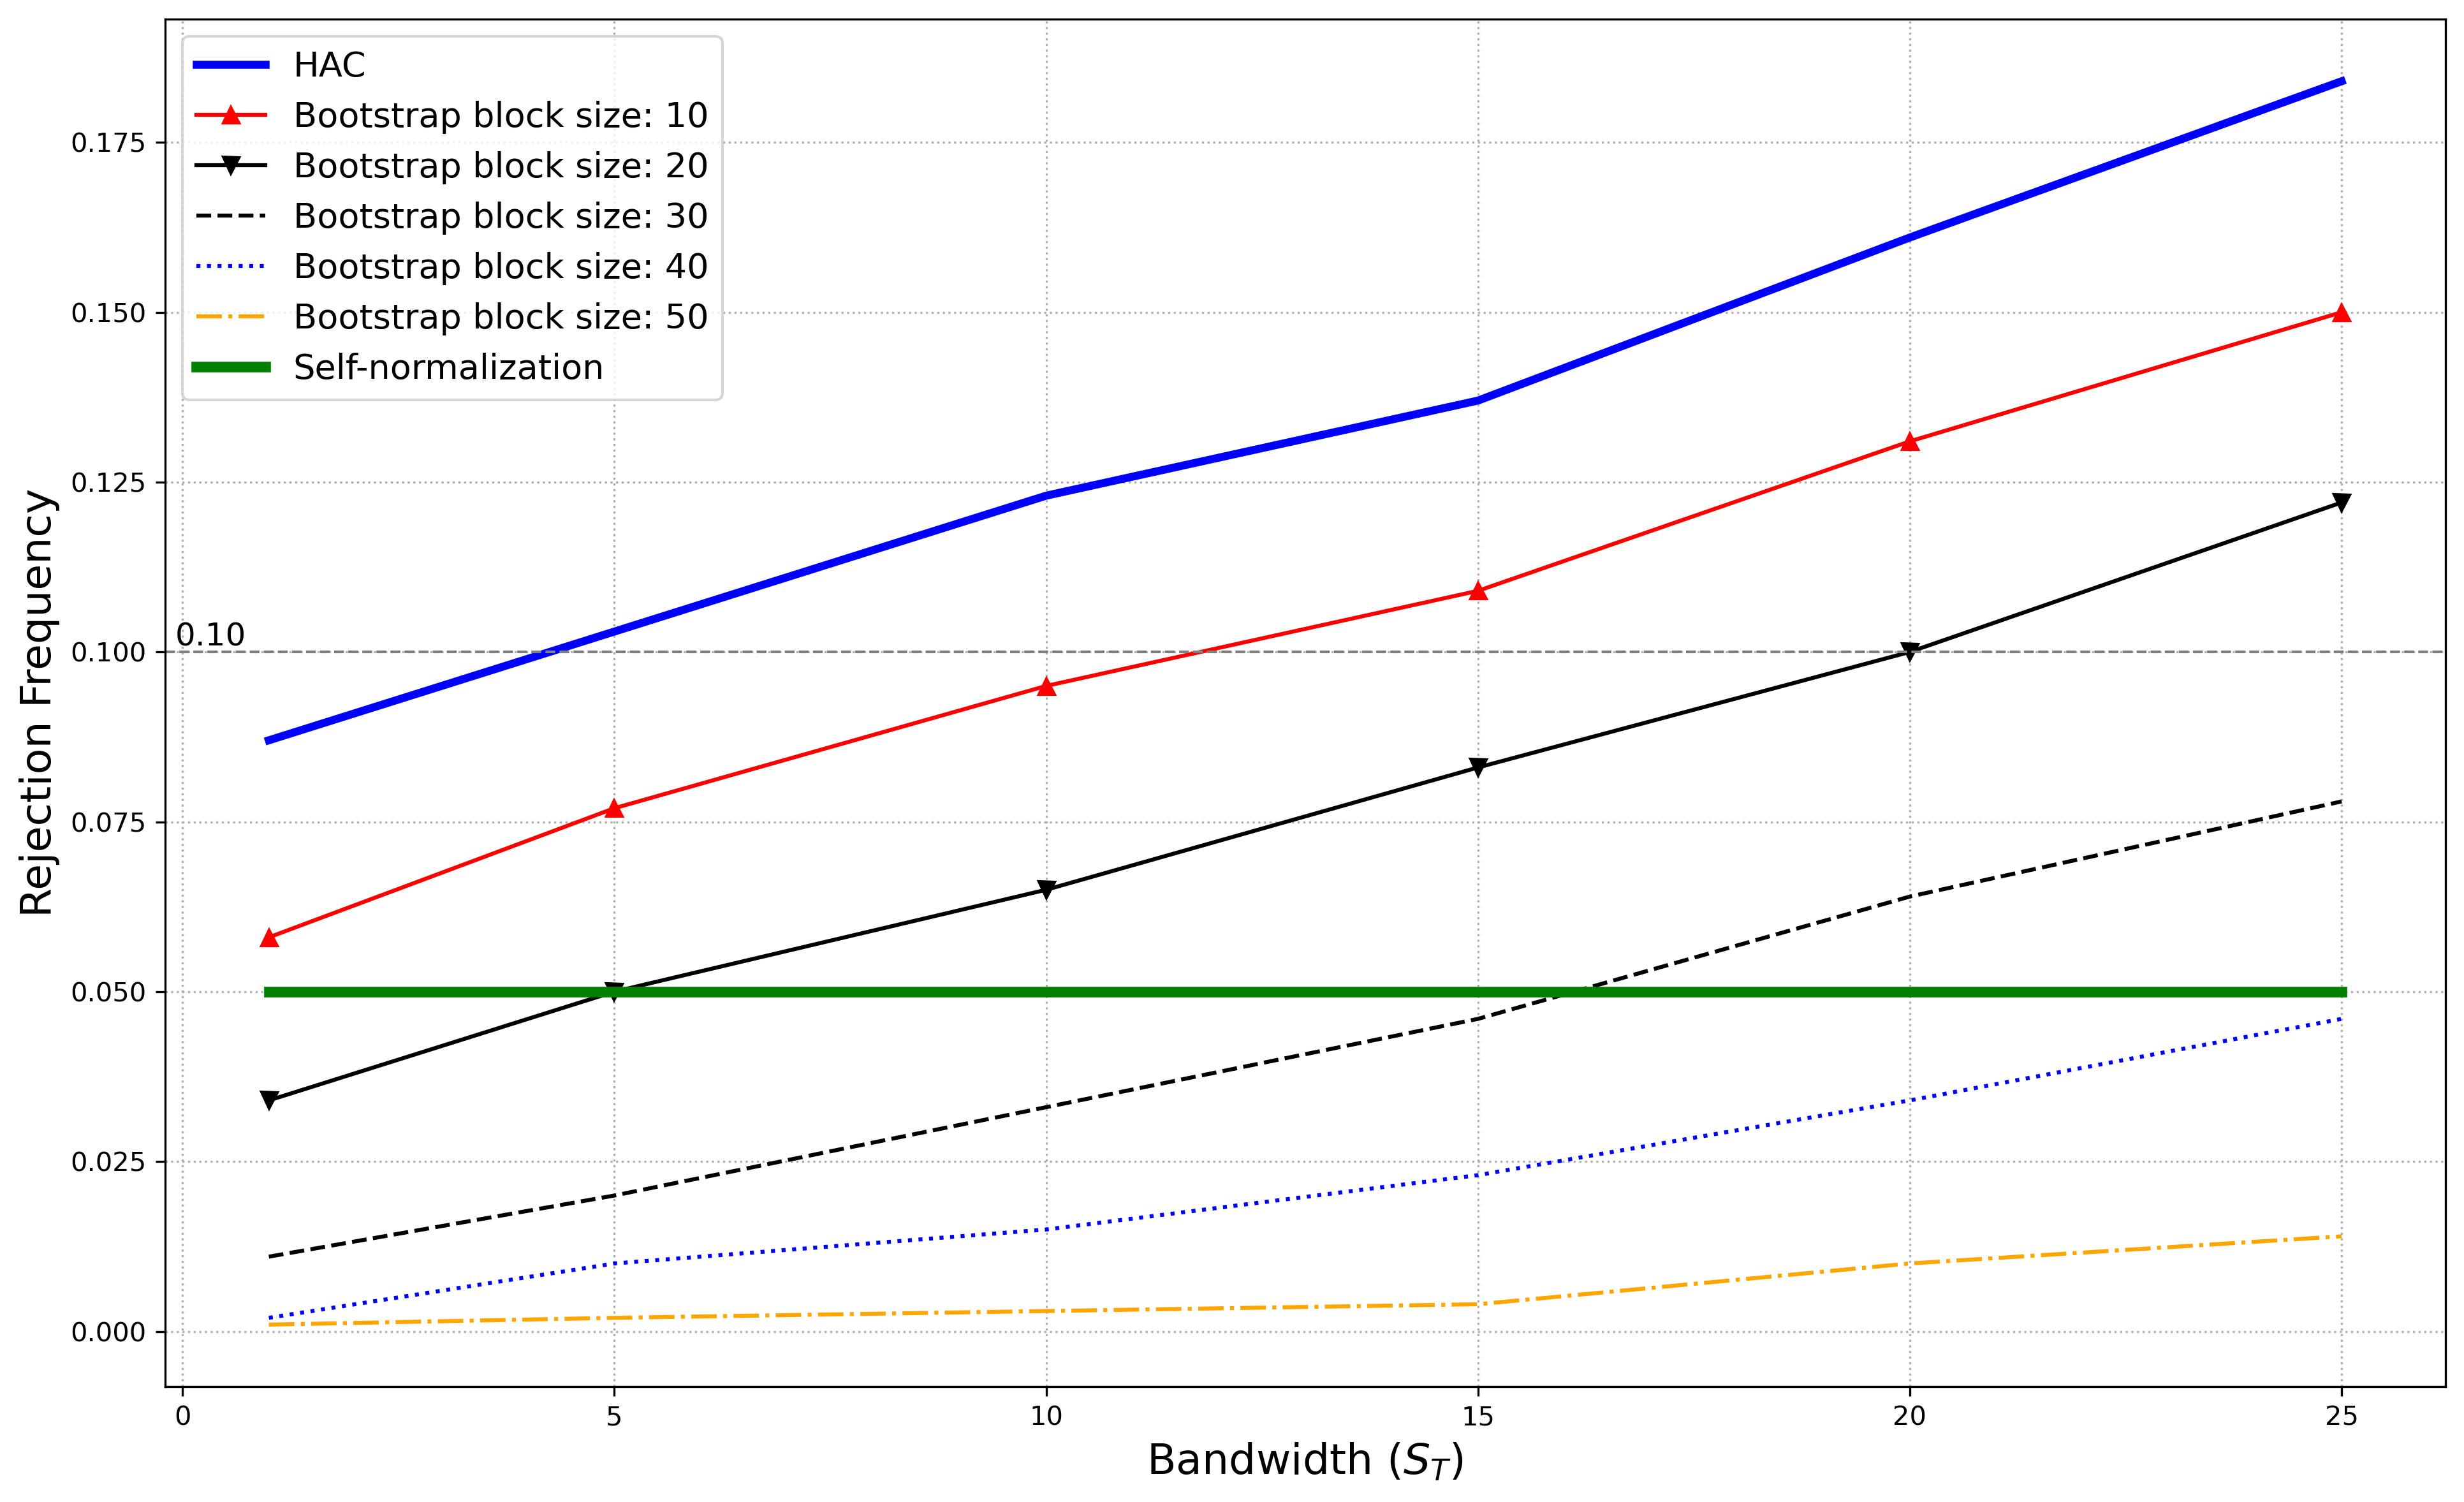 HAC
Bootstrap block size: 10
Bootstrap block size: 20
Bootstrap block size: 30
Bootstrap block size: 40
Bootstrap block size: 50
Self-normalization
0.175
0.150
0.125
0.10
0.100
0.075
0.050
0.025
0.000
Rejection Frequency
0 5 10 15 20 25
Bandwidth (S_T)